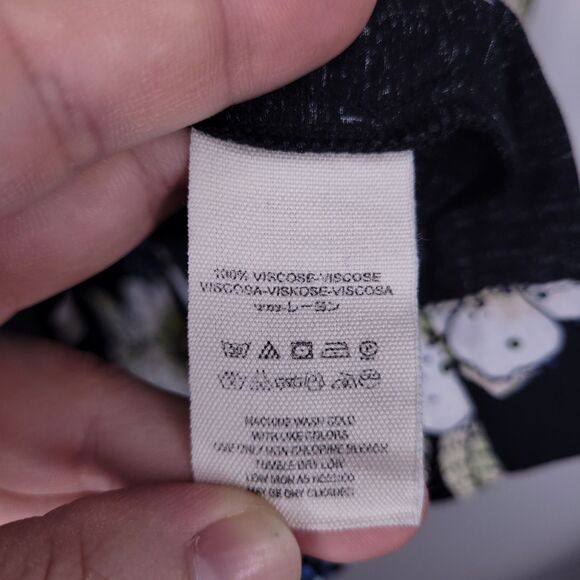 100% VISCOSE-VISCOSE
VISCOSA-VISKOSE-VISCOSA
レーヨン
MACHINE WASH COLD
WITH LIKE COLORS
USE ONLY NON CHLORINE BLEACH
TUMBLE DRY LOW
LOW IRON AS NEEDED
MAY BE DRY CLEANED